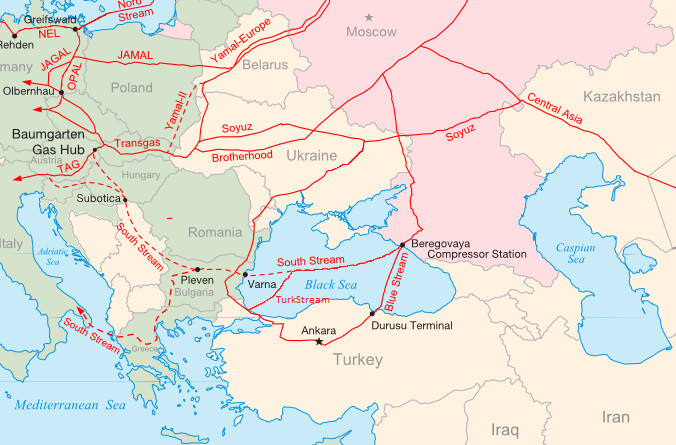 Nord
Stream
Greifswald
NEL
Rehden
Moscow
Yamal-Europe
JAMAL
Belarus
JAGAL
OPAL
many
Poland
Olbernhau
Yamal-II
Kazakhstan
Central Asia
Soyuz
Soyuz
Baumgarten
Gas Hub
Transgas
Brotherhood
Ukraine
Austria
TAG
Hungary
Subotica
Romania
South Stream
Italy
Adriatic
Sea
Beregovaya
Compressor Station
Caspian
Sea
South Stream
Pleven
Varna
Black Sea
Blue Stream
Bulgaria
TurkStream
South Stream
Durusu Terminal
Ankara
Greece
Turkey
Mediterranean Sea
Iraq
Iran